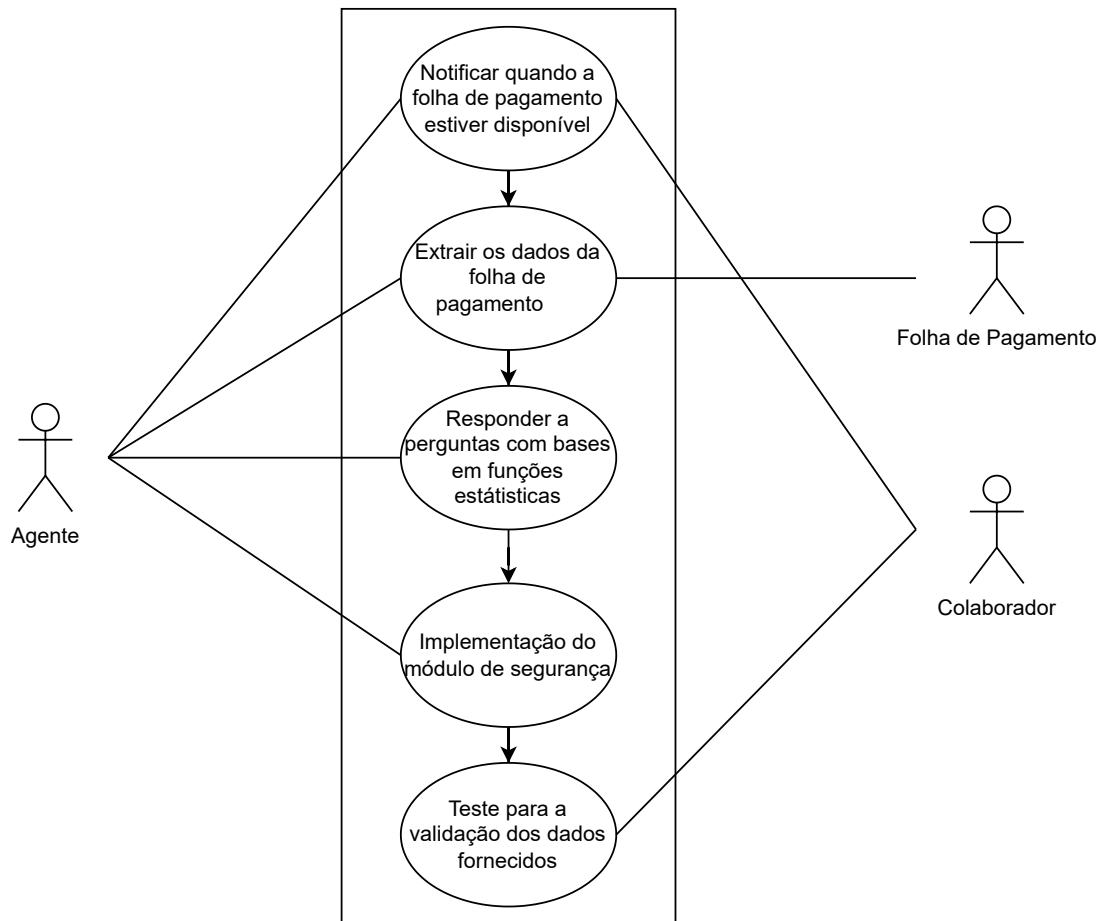 Notificar quando a
folha de pagamento
estiver disponível
Extrair os dados da
folha de
pagamento
Folha de Pagamento
Responder a
perguntas com bases
em funções
estátisticas
Agente
Colaborador
Implementação do
módulo de segurança
Teste para a
validação dos dados
fornecidos